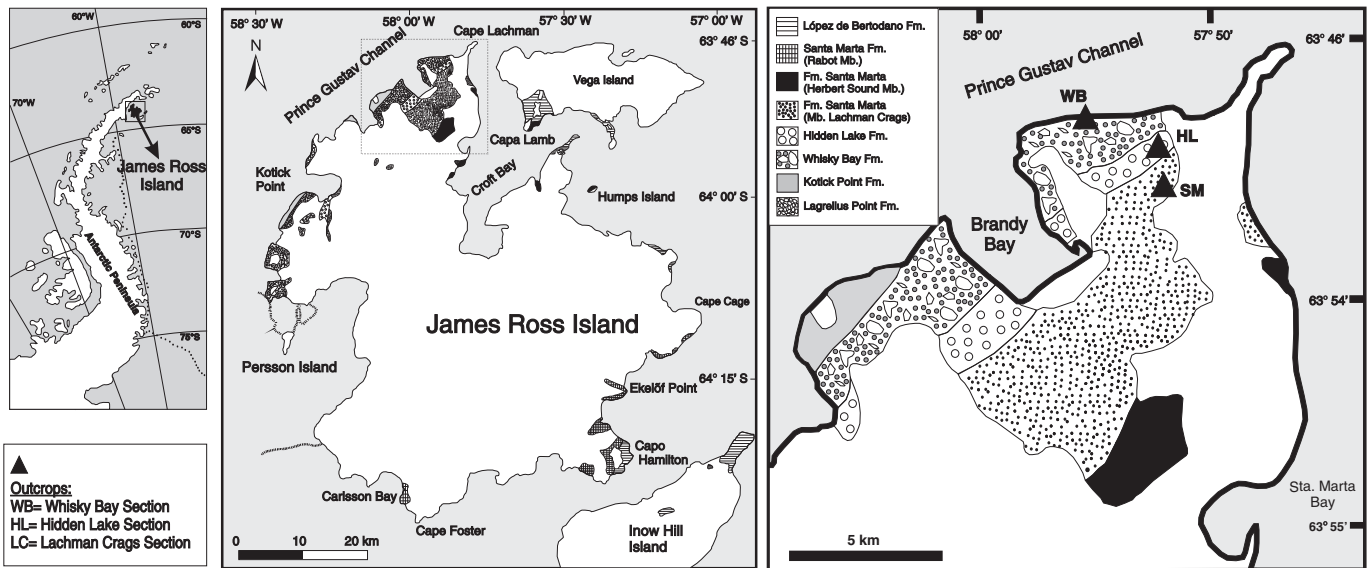 60°W
60°S
70°W
65°S
James Ross
Island
70°S
Antarctic Peninsula
75°S
Outcrops:
WB= Whisky Bay Section
HL= Hidden Lake Section
LC= Lachman Crags Section
58° 30' W
58° 00' W
57° 30' W
57° 00' W
N
Cape Lachman
63° 46' S
Prince Gustav Channel
Vega Island
Capa Lamb
Croft Bay
Kotick
Point
Humps Island
64° 00' S
Cape Cage
James Ross Island
Persson Island
64° 15' S
Ekelöf Point
Capo
Hamilton
Carlsson Bay
Cape Foster
Inow Hill
Island
0 10 20 km
López de Bertodano Fm.
Santa Marta Fm.
(Rabot Mb.)
Fm. Santa Marta
(Herbert Sound Mb.)
Fm. Santa Marta
(Mb. Lachman Crags)
Hidden Lake Fm.
Whisky Bay Fm.
Kotick Point Fm.
Lagrelius Point Fm.
58° 00'
57° 50'
63° 46'
Prince Gustav Channel
WB
HL
SM
Brandy
Bay
63° 54'
Sta. Marta
Bay
63° 55'
5 km